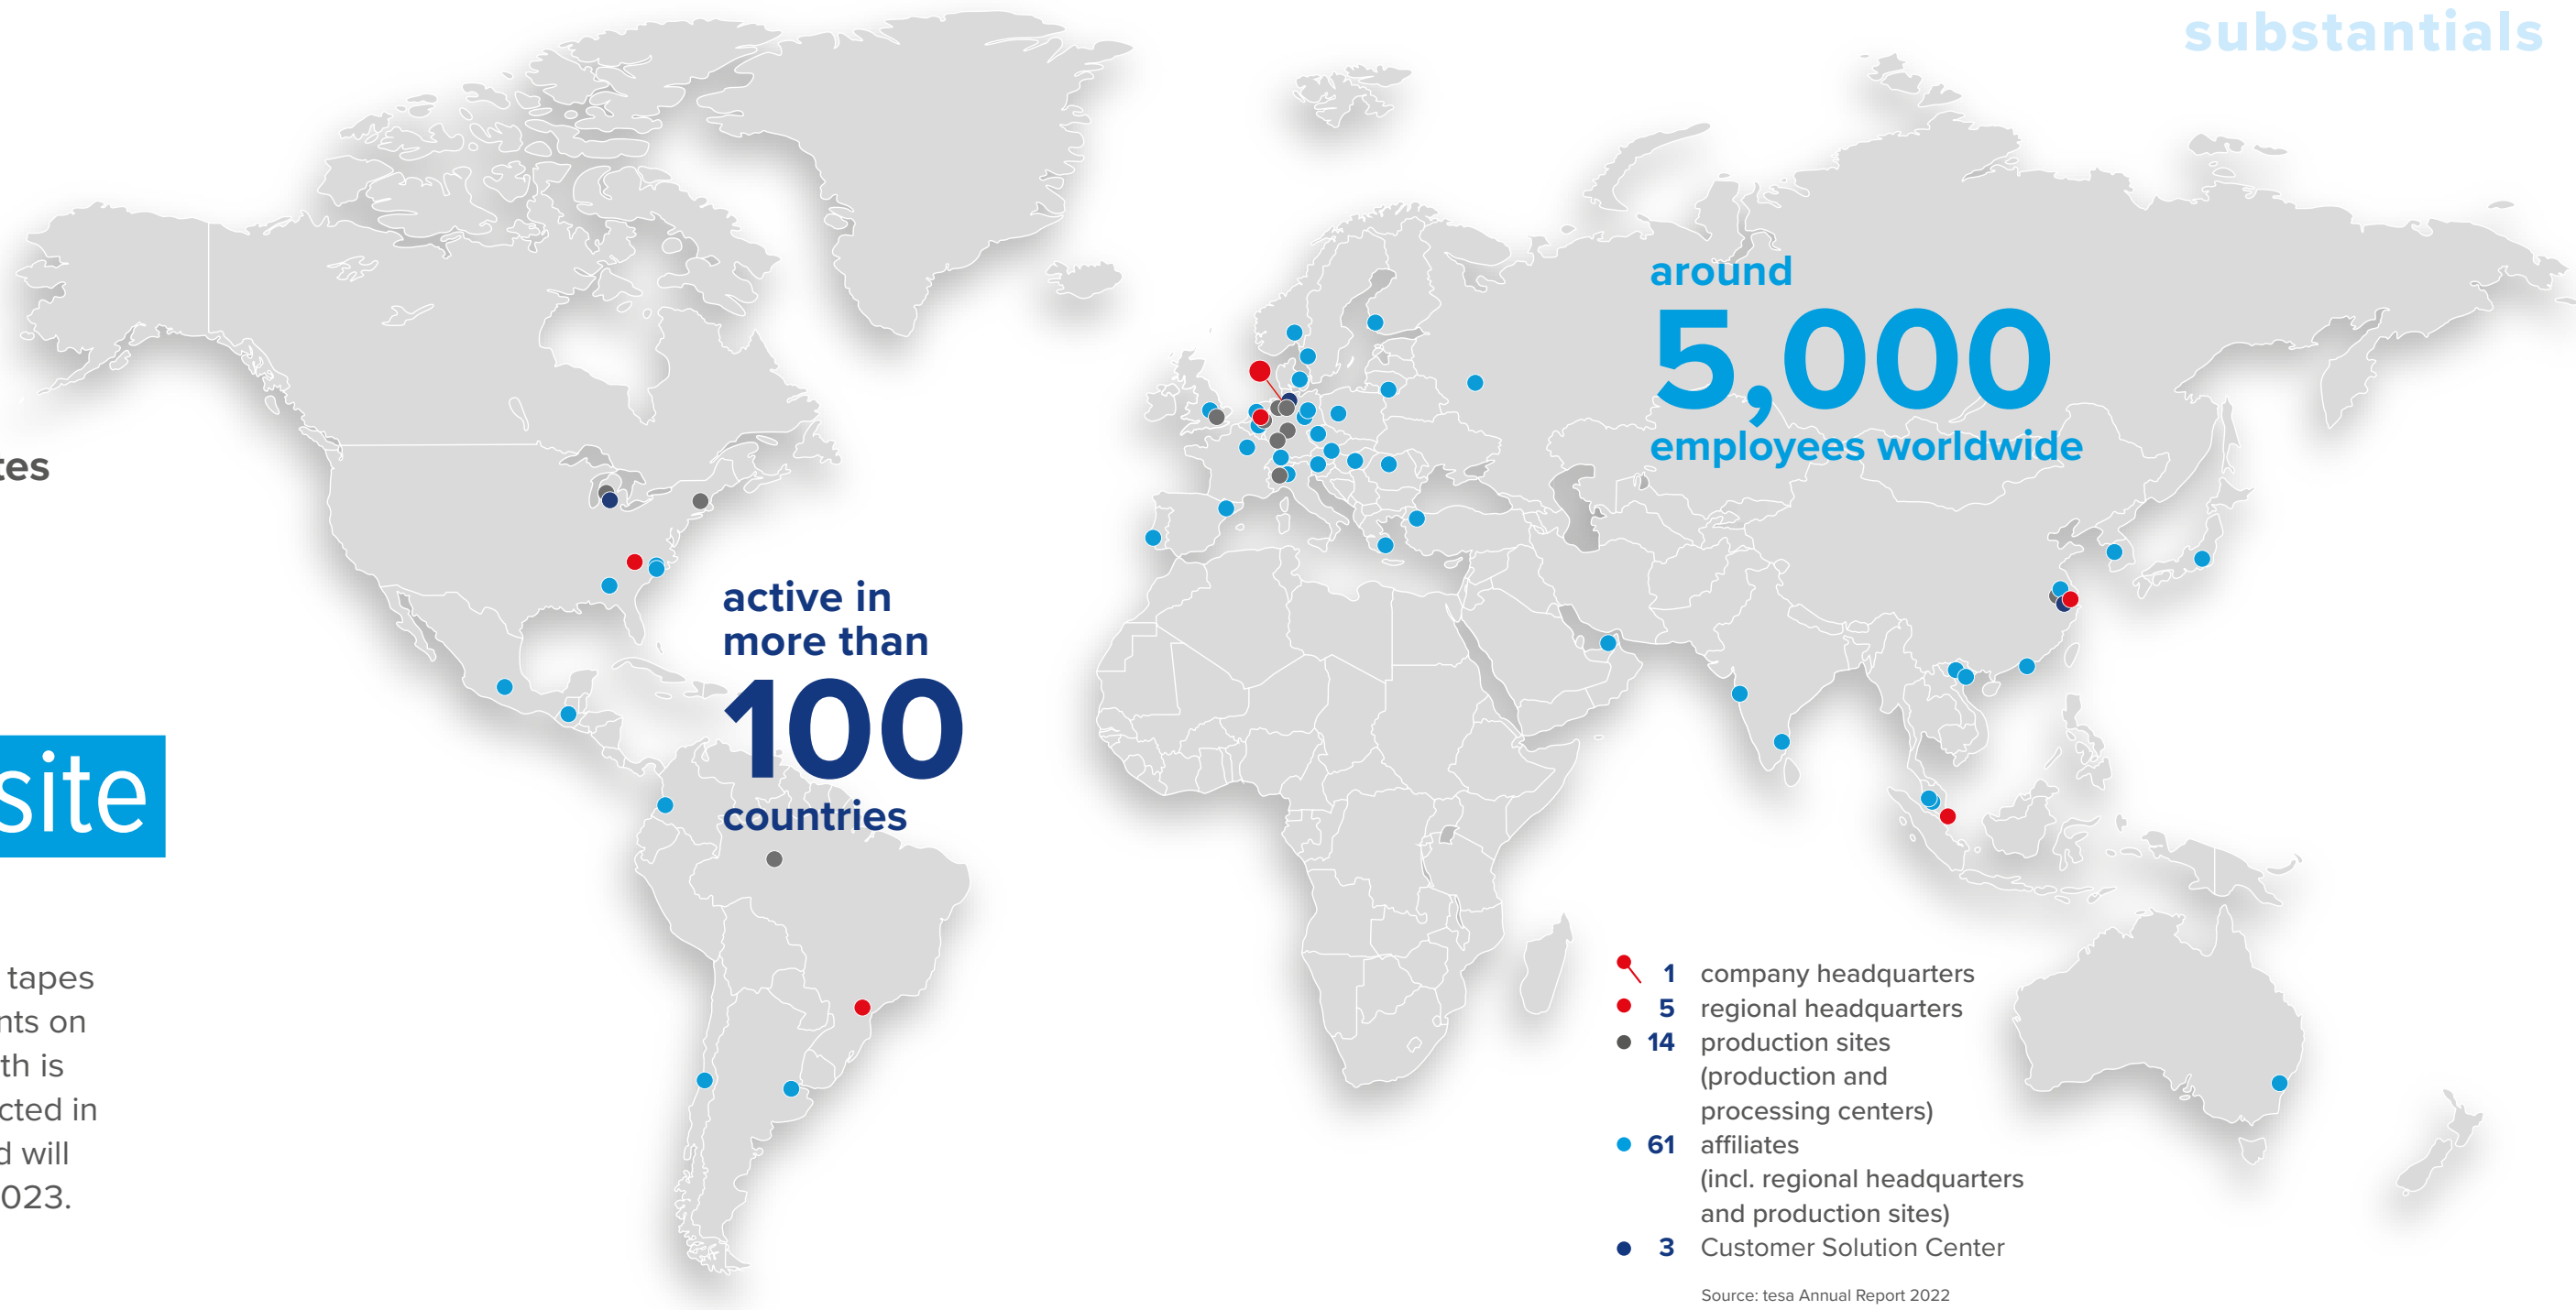 substantials
tes
site
tapes
nts on
th is
cted in
d will
023.
active in
more than
100
countries
around
5,000
employees worldwide
1 company headquarters
5 regional headquarters
14 production sites
(production and
processing centers)
61 affiliates
(incl. regional headquarters
and production sites)
3 Customer Solution Center
Source: tesa Annual Report 2022